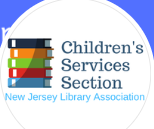 Children's
Services
Section
New Jersey Library Association